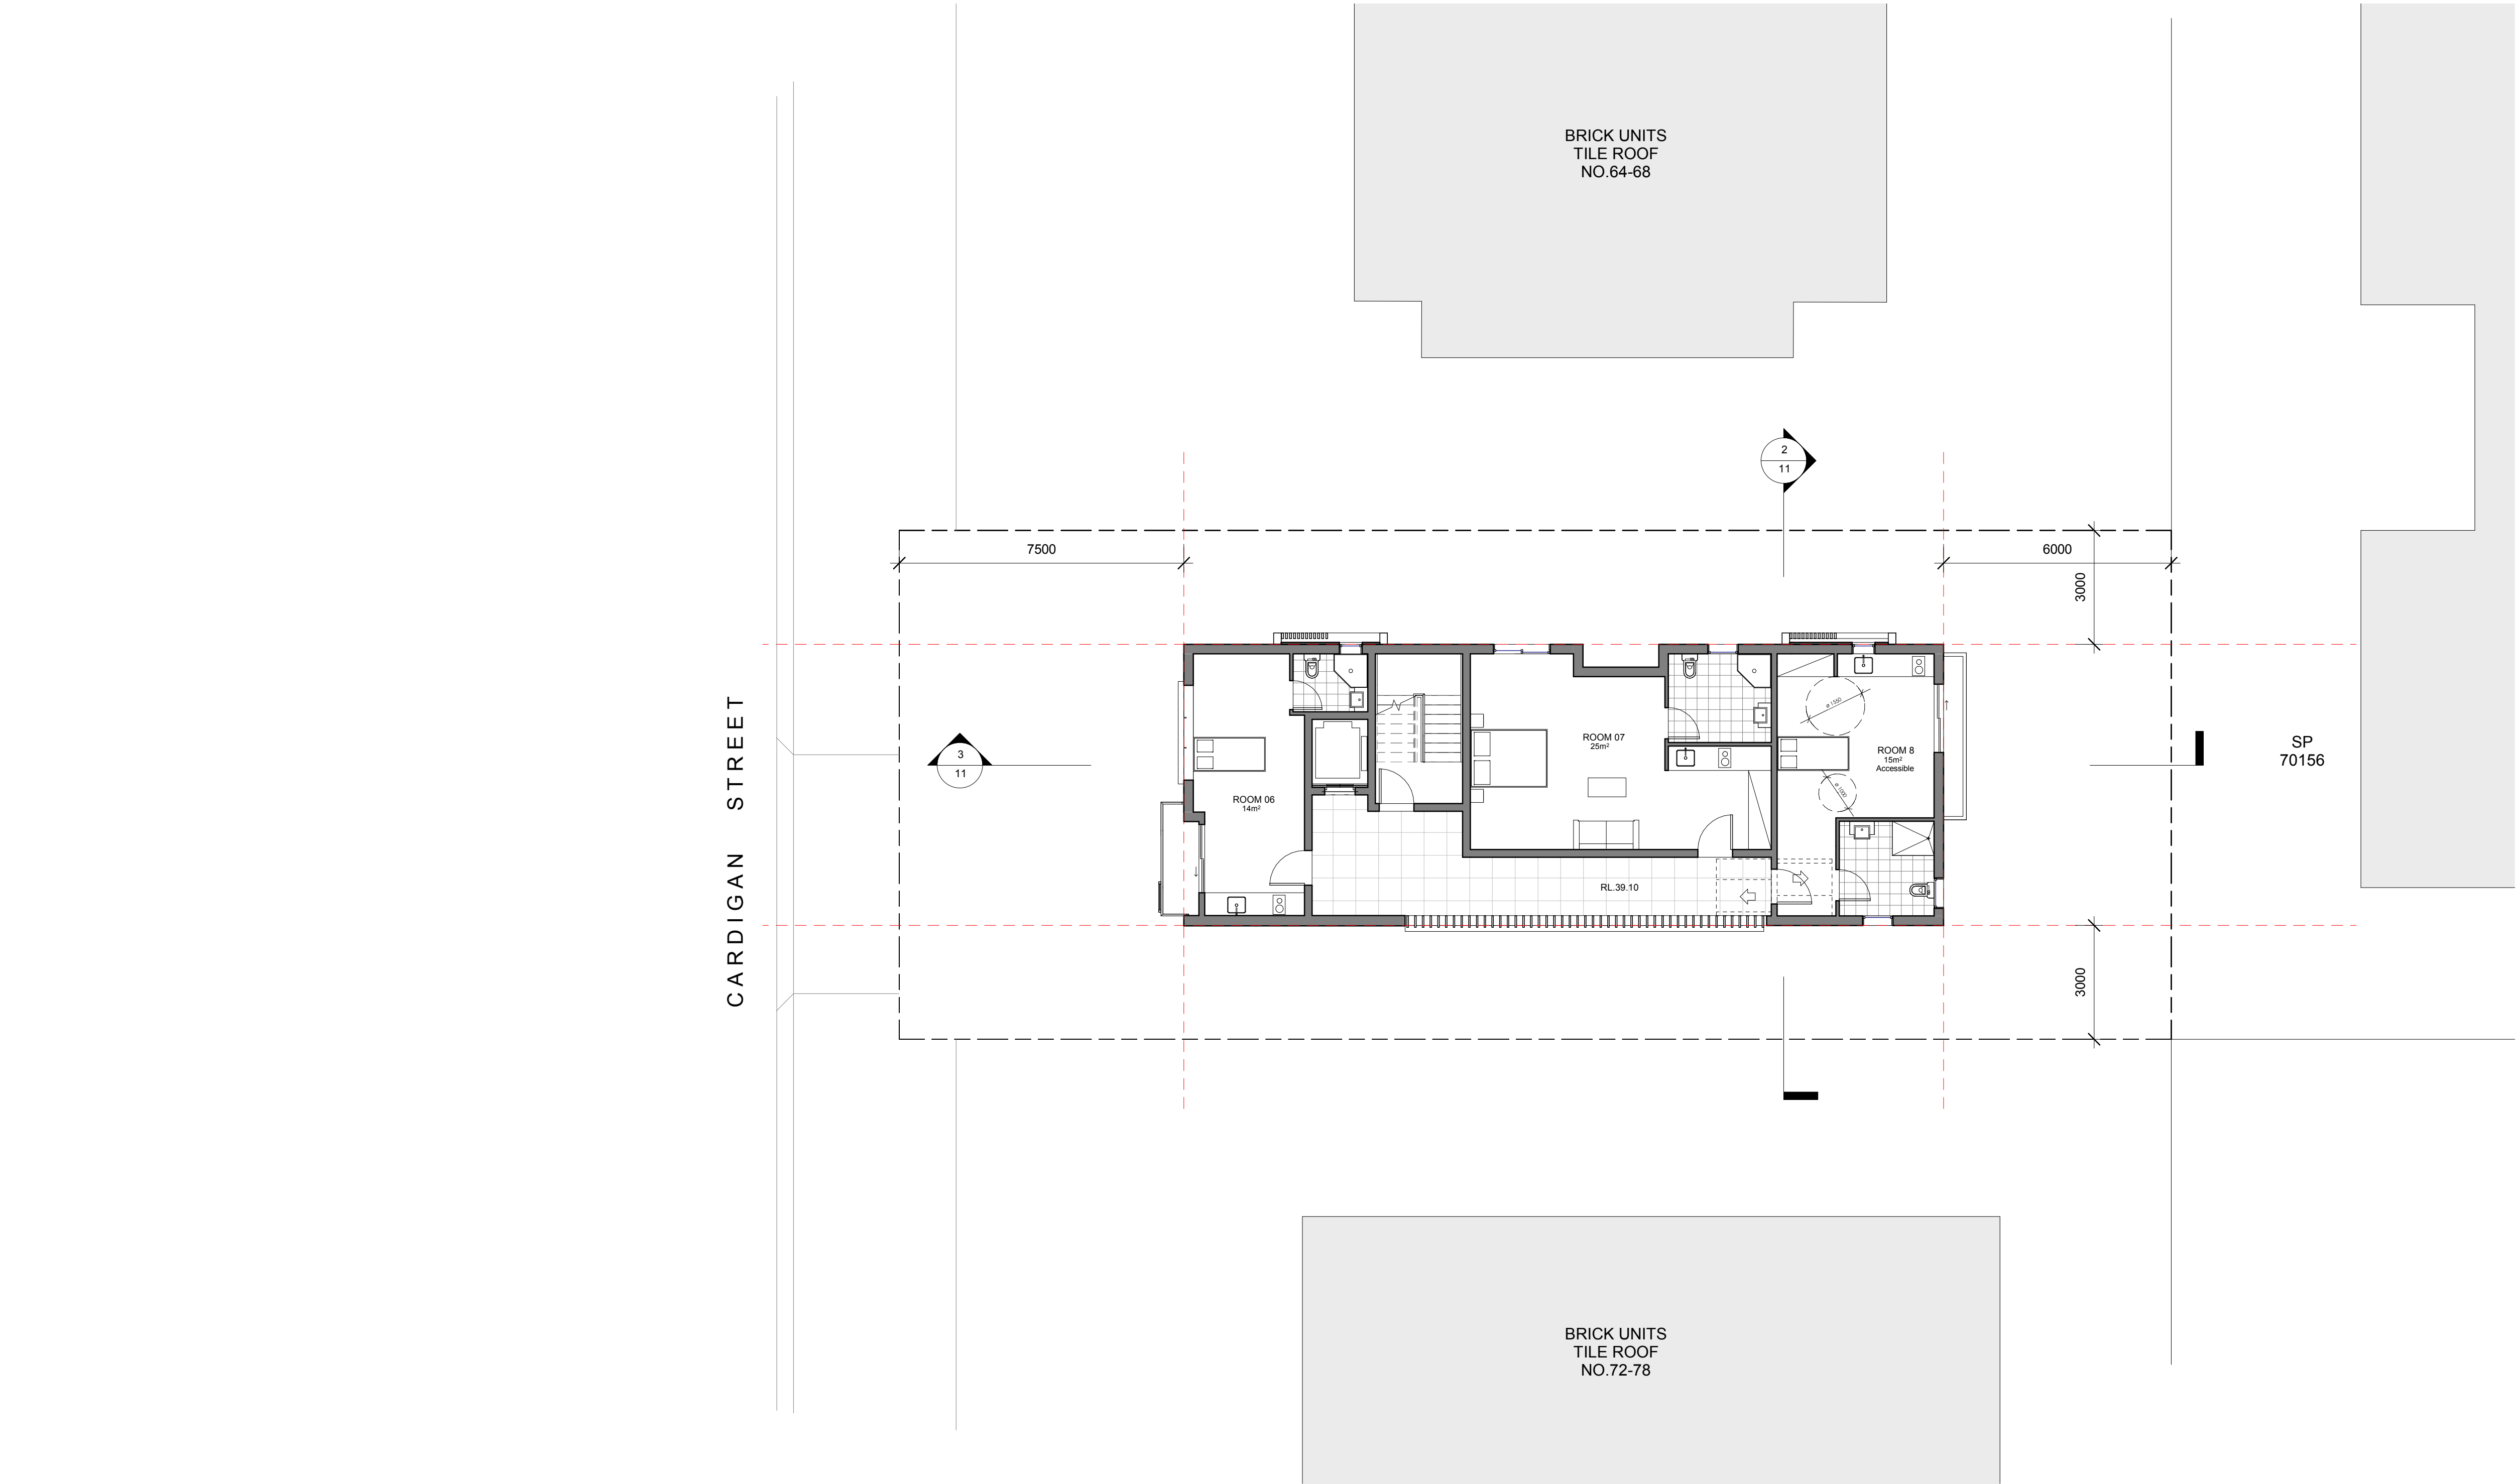 BRICK UNITS
TILE ROOF
NO.64-68
2
11
7500
6000
3000
CARDIGAN STREET
3
11
ROOM 06
14m²
ROOM 07
25m²
ø 1550
ROOM 8
15m²
Accessible
ø 1000
RL.39.10
SP
70156
3000
BRICK UNITS
TILE ROOF
NO.72-78